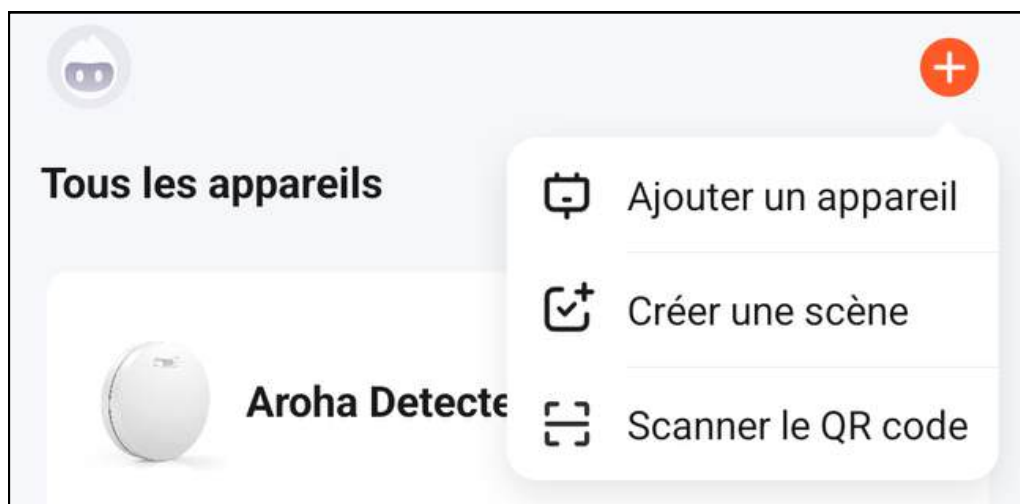 Tous les appareils
Ajouter un appareil
Créer une scène
Aroha Detecte
Scanner le QR code